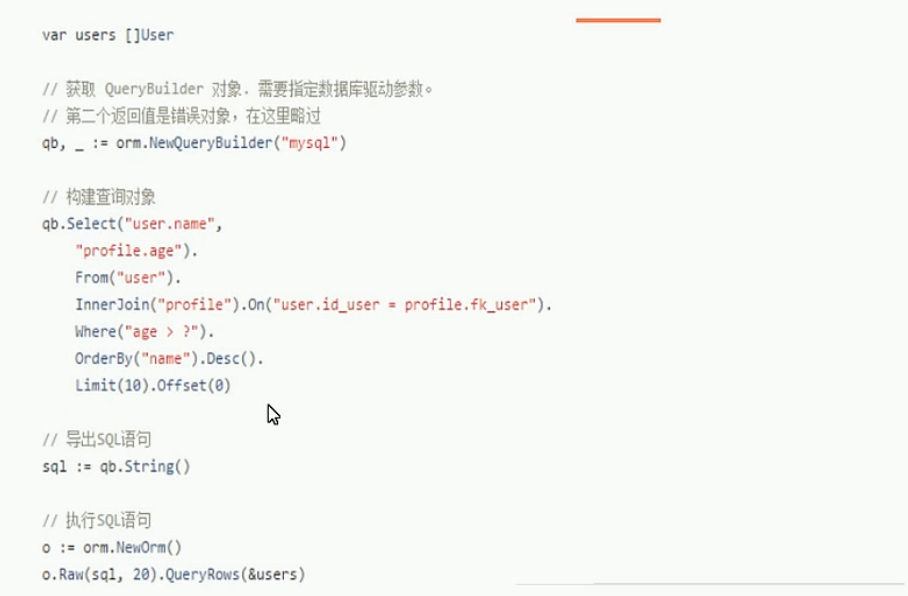 var users []User
// 获取 QueryBuilder 对象. 需要指定数据库驱动参数。
// 第二个返回值是错误对象，在这里略过
qb, _ := orm.NewQueryBuilder("mysql")
// 构建查询对象
qb.Select("user.name",
"profile.age").
From("user").
InnerJoin("profile").On("user.id_user = profile.fk_user").
Where("age > ?").
OrderBy("name").Desc().
Limit(10).Offset(0)
// 导出SQL语句
sql := qb.String()
// 执行SQL语句
o := orm.NewOrm()
o.Raw(sql, 20).QueryRows(&users)